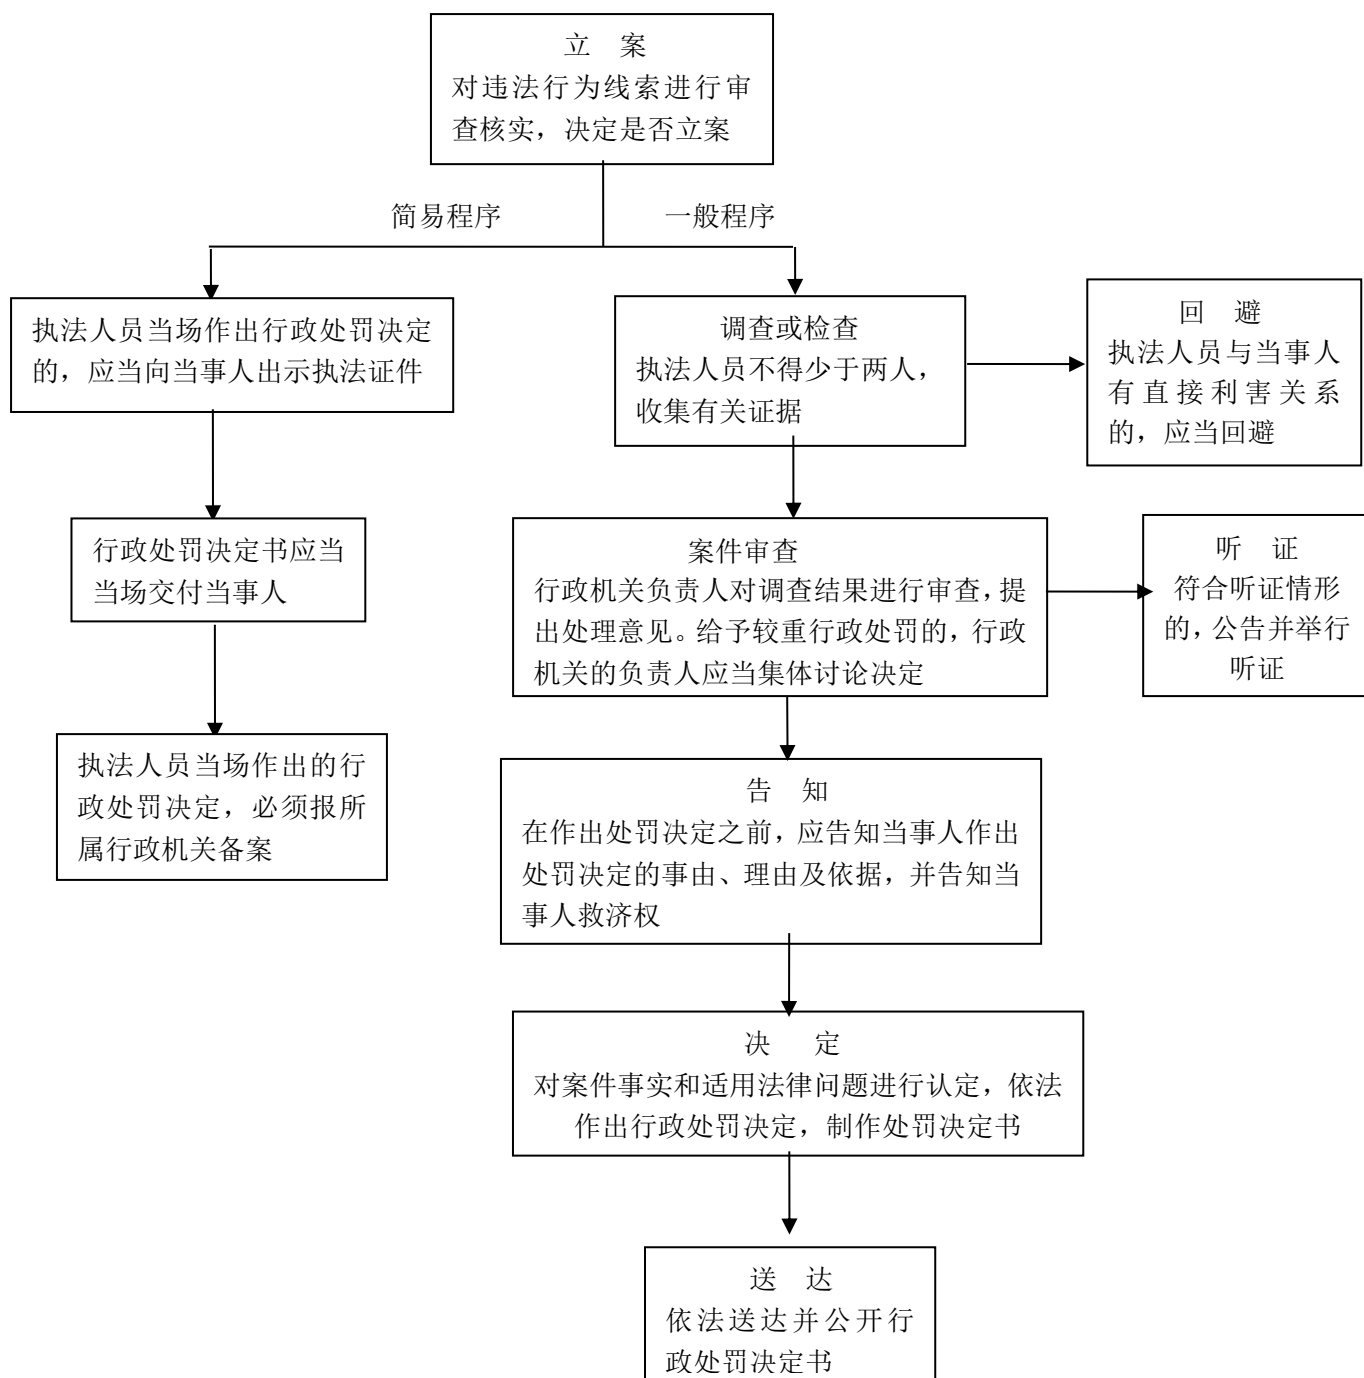 立 案
对违法行为线索进行审
查核实，决定是否立案
简易程序
一般程序
执法人员当场作出行政处罚决定
的，应当向当事人出示执法证件
调查或检查
执法人员不得少于两人，
收集有关证据
回 避
执法人员与当事人
有直接利害关系
的，应当回避
行政处罚决定书应当
当场交付当事人
案件审查
行政机关负责人对调查结果进行审查，提
出处理意见。给予较重行政处罚的，行政
机关的负责人应当集体讨论决定
听 证
符合听证情形
的，公告并举行
听证
执法人员当场作出的行
政处罚决定，必须报所
属行政机关备案
告 知
在作出处罚决定之前，应告知当事人作出
处罚决定的事由、理由及依据，并告知当
事人救济权
决 定
对案件事实和适用法律问题进行认定，依法
作出行政处罚决定，制作处罚决定书
送 达
依法送达并公开行
政处罚决定书